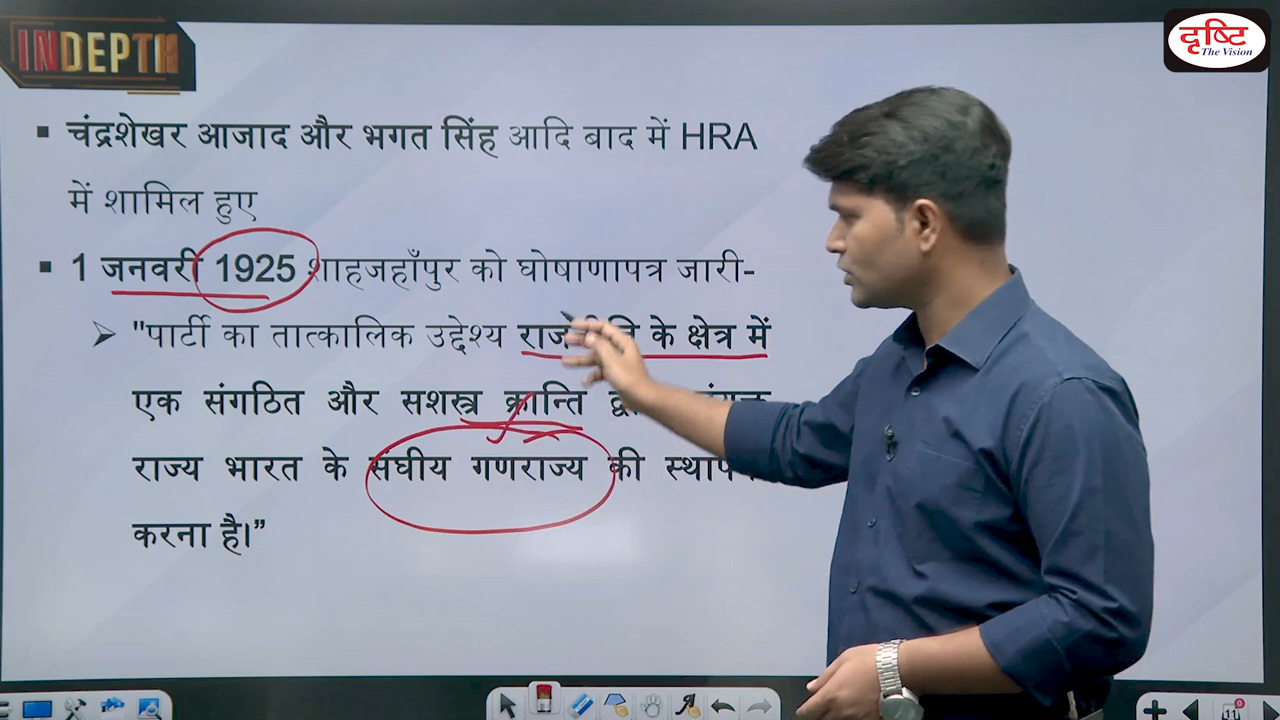 INDEPTH
दृष्टि
The Vision
▪ चंद्रशेखर आजाद और भगत सिंह आदि बाद में HRA
में शामिल हुए
▪ 1 जनवरी 1925 शाहजहाँपुर को घोषाणापत्र जारी-
➢ "पार्टी का तात्कालिक उद्देश्य के क्षेत्र में
एक संगठित और सशस्त्र क्रान्ति
राज्य भारत के संघीय गणराज्य की
करना है।”
11